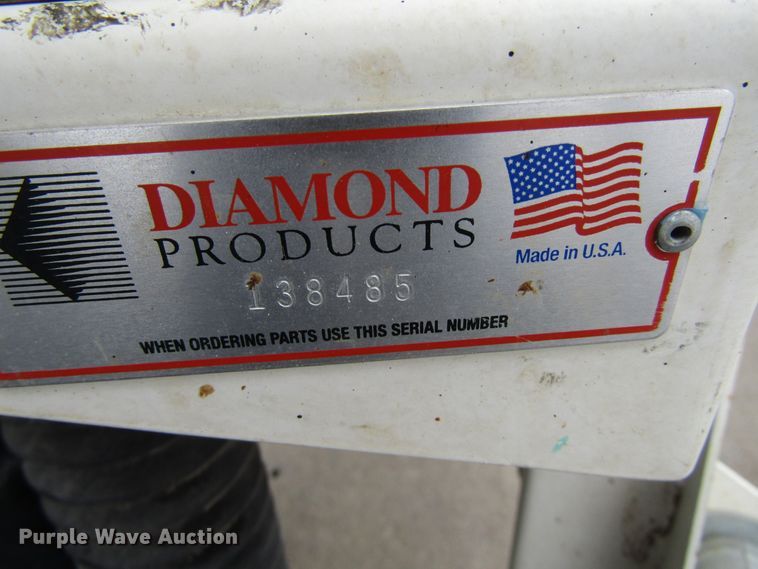 DIAMOND
PRODUCTS
Made in U.S.A.
138485
WHEN ORDERING PARTS USE THIS SERIAL NUMBER
Purple Wave Auction